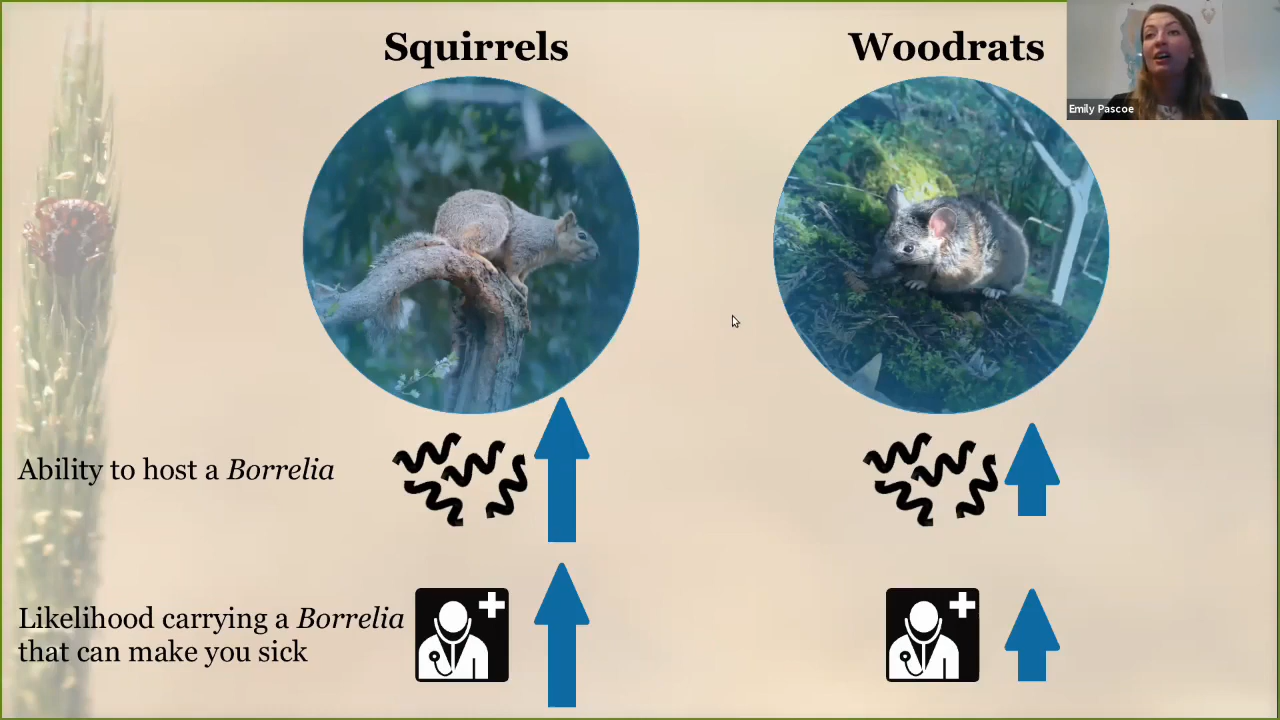 Squirrels
Woodrats
Emily Pascoe
Ability to host a Borrelia
Likelihood carrying a Borrelia
that can make you sick